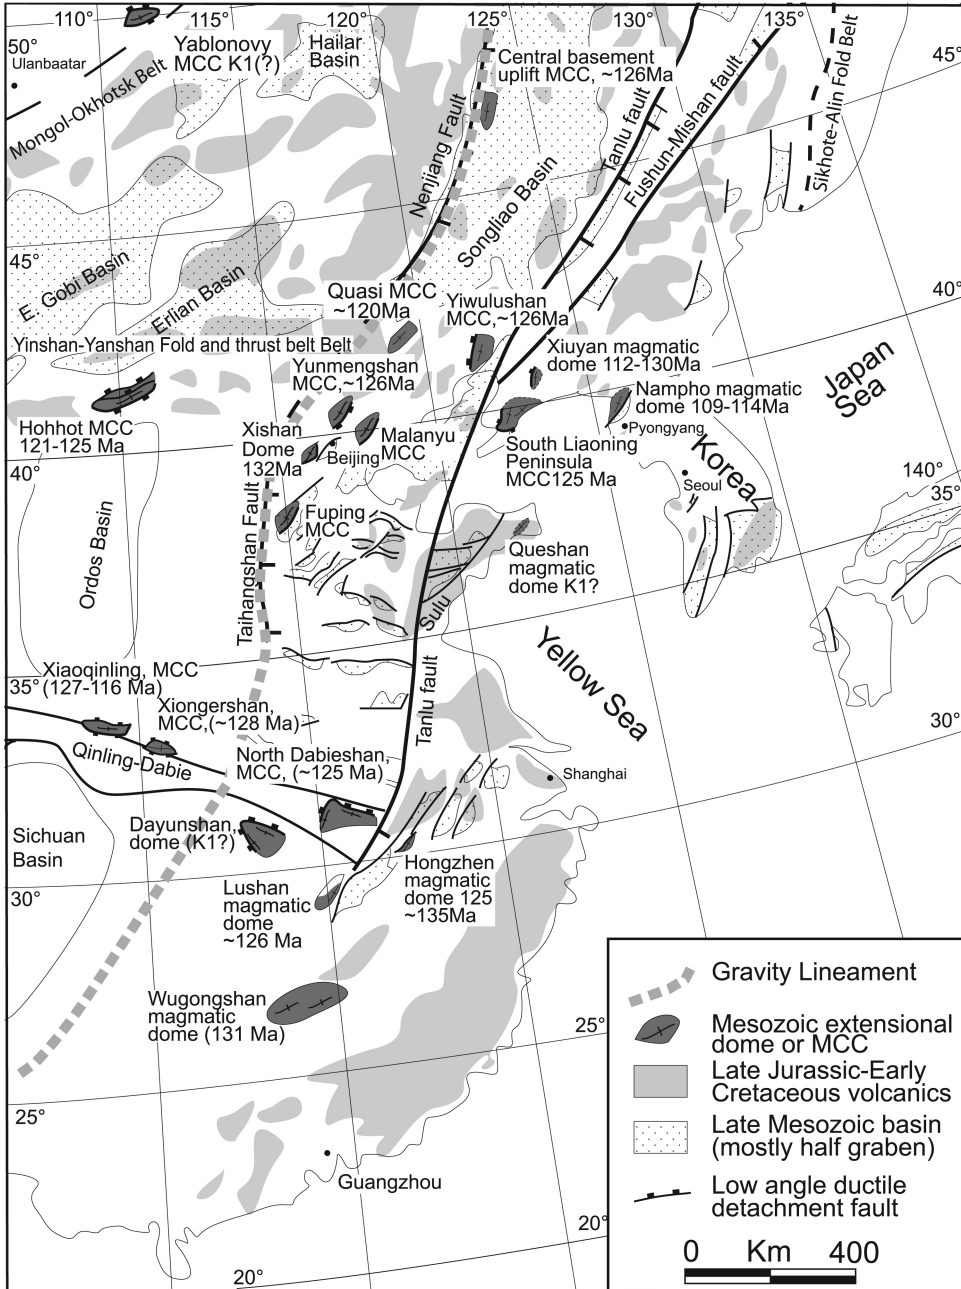 110°
115°
120°
125°
130°
135°
50°
Ulanbaatar
Yablonovy
MCC K1(?)
Hailar
Basin
Central basement
uplift MCC, ~126Ma
45°
Mongol-Okhotsk Belt
Nenjiang Fault
Tanlu fault
Fushun-Mishan fault
Sikhote-Alin Fold Belt
Songliao Basin
45°
E. Gobi Basin
Erlian Basin
Quasi MCC
~120Ma
Yiwulushan
MCC,~126Ma
40°
Yinshan-Yanshan Fold and thrust belt Belt
Yunmengshan
MCC,~126Ma
Xiuyan magmatic
dome 112-130Ma
Japan
Sea
Nampho magmatic
dome 109-114Ma
Pyongyang
Hohhot MCC
121-125 Ma
Xishan
Dome
132Ma
Beijing
Malanyu
MCC
South Liaoning
Peninsula
MCC125 Ma
Korea
Seoul
140°
35°
40°
Ordos Basin
Taihangshan Fault
Fuping
MCC
Queshan
magmatic
dome K1?
Sulu
Yellow Sea
Xiaoqinling, MCC
(127-116 Ma)
35°
Xiongershan,
MCC,(~128 Ma)
Tanlu fault
30°
Qinling-Dabie
North Dabieshan,
MCC, (~125 Ma)
Shanghai
Sichuan
Basin
Dayunshan,
dome (K1?)
30°
Lushan
magmatic
dome
~126 Ma
Hongzhen
magmatic
dome 125
~135Ma
Wugongshan
magmatic
dome (131 Ma)
25°
25°
Guangzhou
20°
20°
Gravity Lineament
Mesozoic extensional
dome or MCC
Late Jurassic-Early
Cretaceous volcanics
Late Mesozoic basin
(mostly half graben)
Low angle ductile
detachment fault
0 Km 400